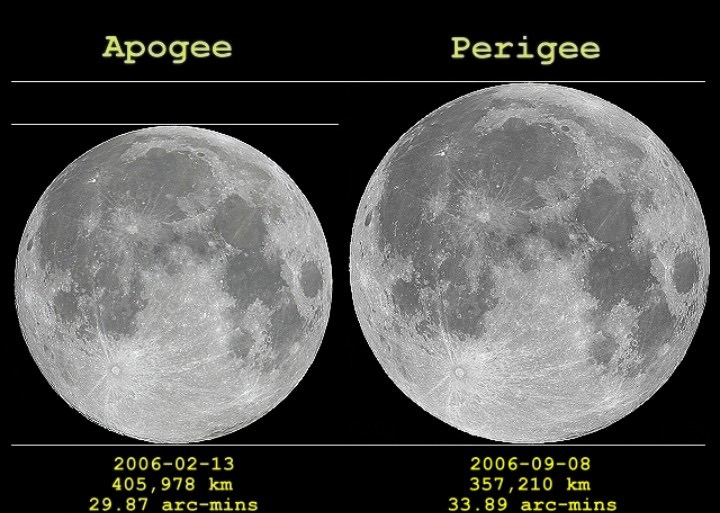 Apogee
Perigee
2006-02-13
405,978 km
29.87 arc-mins
2006-09-08
357,210 km
33.89 arc-mins